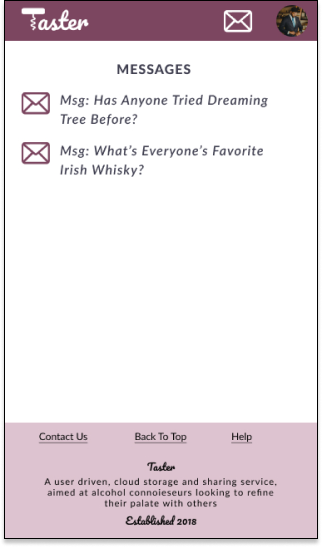 Taster
MESSAGES
Msg: Has Anyone Tried Dreaming
Tree Before?
Msg: What's Everyone's Favorite
Irish Whisky?
Contact Us Back To Top Help
Taster
A user driven, cloud storage and sharing service,
aimed at alcohol connoieseurs looking to refine
their palate with others
Established 2018